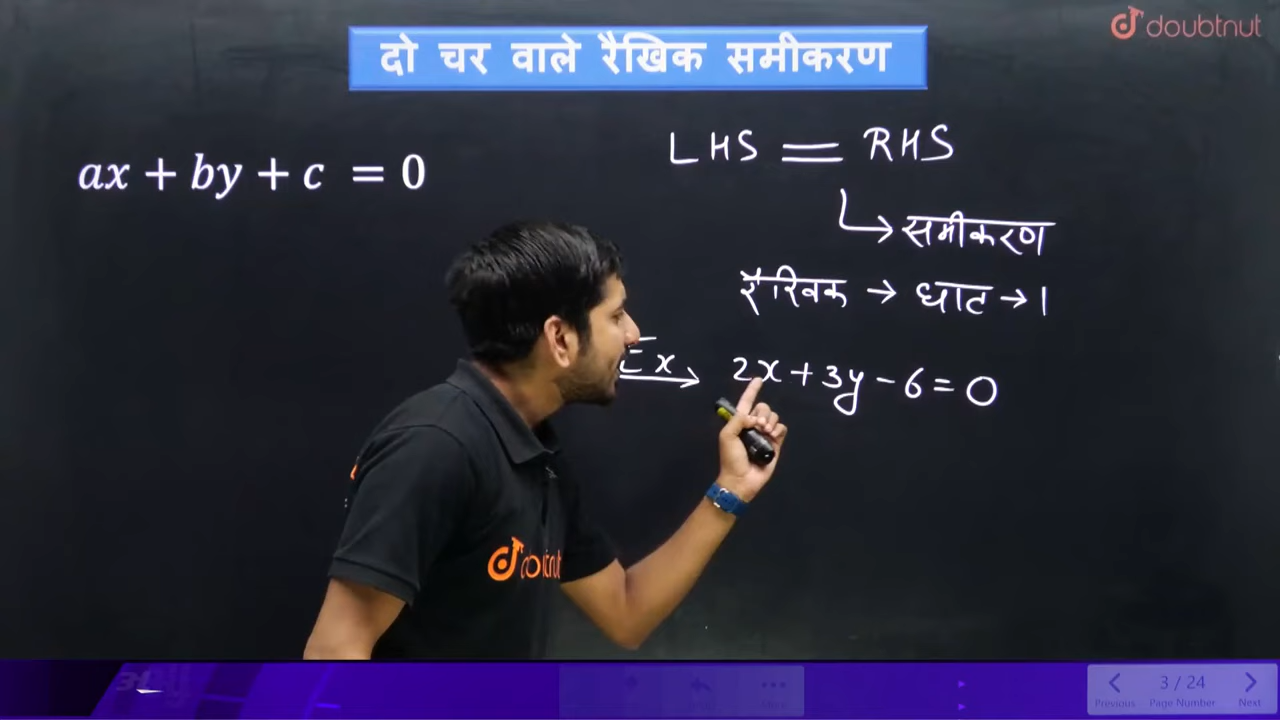 doubtnut
दो चर वाले रैखिक समीकरण
LHS = RHS
ax + by + c = 0
↳ समीकरण
रैखिक → घात → 1
Ex → 2x + 3y - 6 = 0
doubtnut
3 / 24
Previous Page Number Next